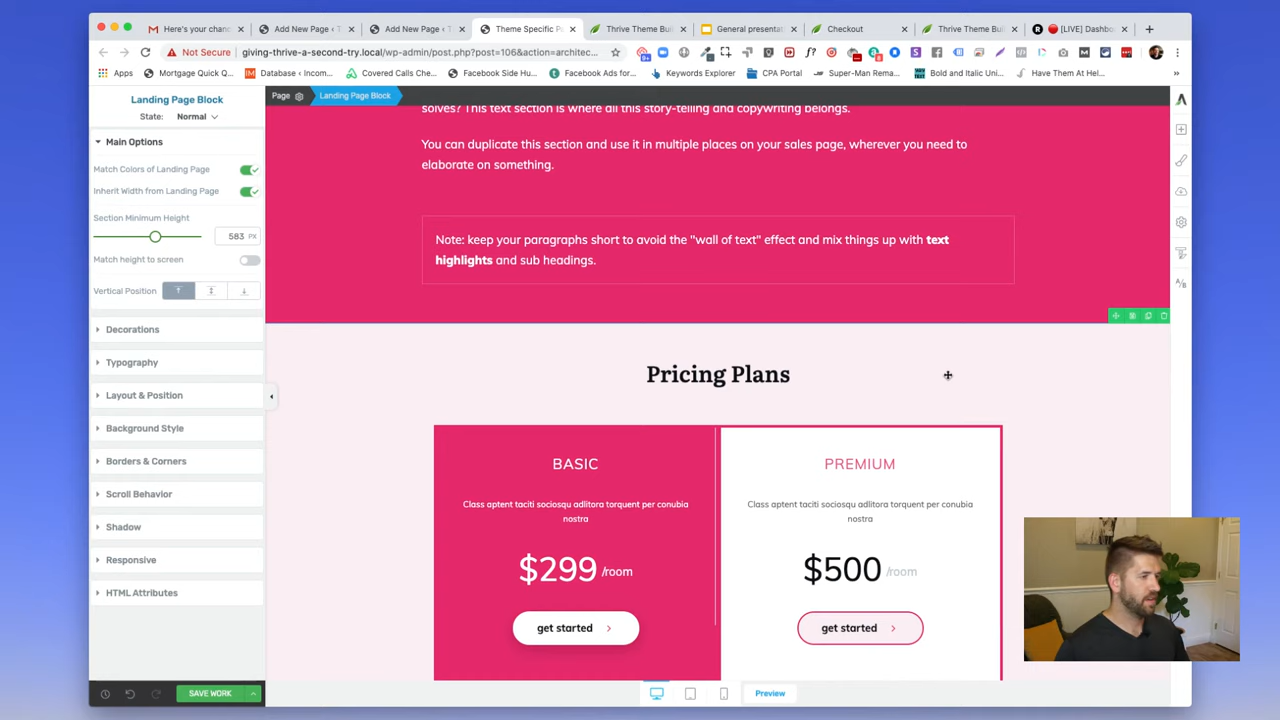 Here's your chanc
Add New Page ‹ T
Add New Page ‹ T
Theme Specific P
Thrive Theme Buil
General presentat
Checkout
Thrive Theme Buil
[LIVE] Dashbo
Not Secure
giving-thrive-a-second-try.local/wp-admin/post.php?post=106&action=architec...
Apps
Mortgage Quick Q...
Database ‹ Incom...
Covered Calls Che...
Facebook Side Hu...
Facebook Ads for...
Keywords Explorer
CPA Portal
Super-Man Rema...
Bold and Italic Uni...
Have Them At Hel...
»
Landing Page Block
State: Normal
Page
Landing Page Block
Main Options
Match Colors of Landing Page
Inherit Width from Landing Page
Section Minimum Height
583 PX
Match height to screen
Vertical Position
Decorations
Typography
Layout & Position
Background Style
Borders & Corners
Scroll Behavior
Shadow
Responsive
HTML Attributes
SAVE WORK
solves? This text section is where all this story-telling and copywriting belongs.
You can duplicate this section and use it in multiple places on your sales page, wherever you need to
elaborate on something.
Note: keep your paragraphs short to avoid the "wall of text" effect and mix things up with text
highlights and sub headings.
Pricing Plans
BASIC
Class aptent taciti sociosqu adlitora torquent per conubia
nostra
$299 /room
get started
PREMIUM
Class aptent taciti sociosqu adlitora torquent per conubia
nostra
$500 /room
get started
Preview
A/B